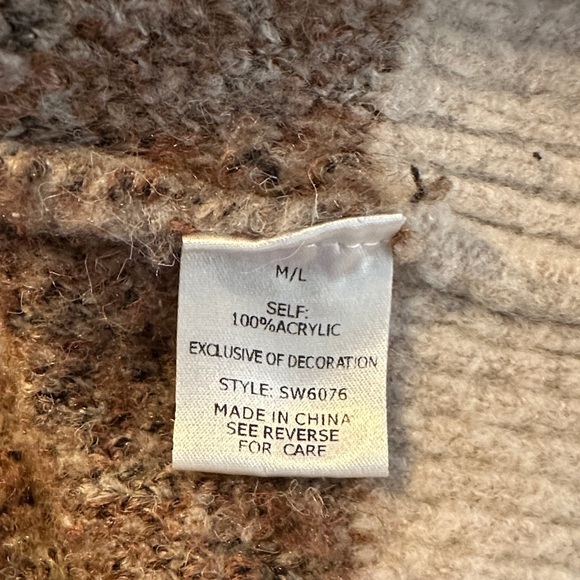 M/L
SELF:
100%ACRYLIC
EXCLUSIVE OF DECORATION
STYLE: SW6076
MADE IN CHINA
SEE REVERSE
FOR CARE